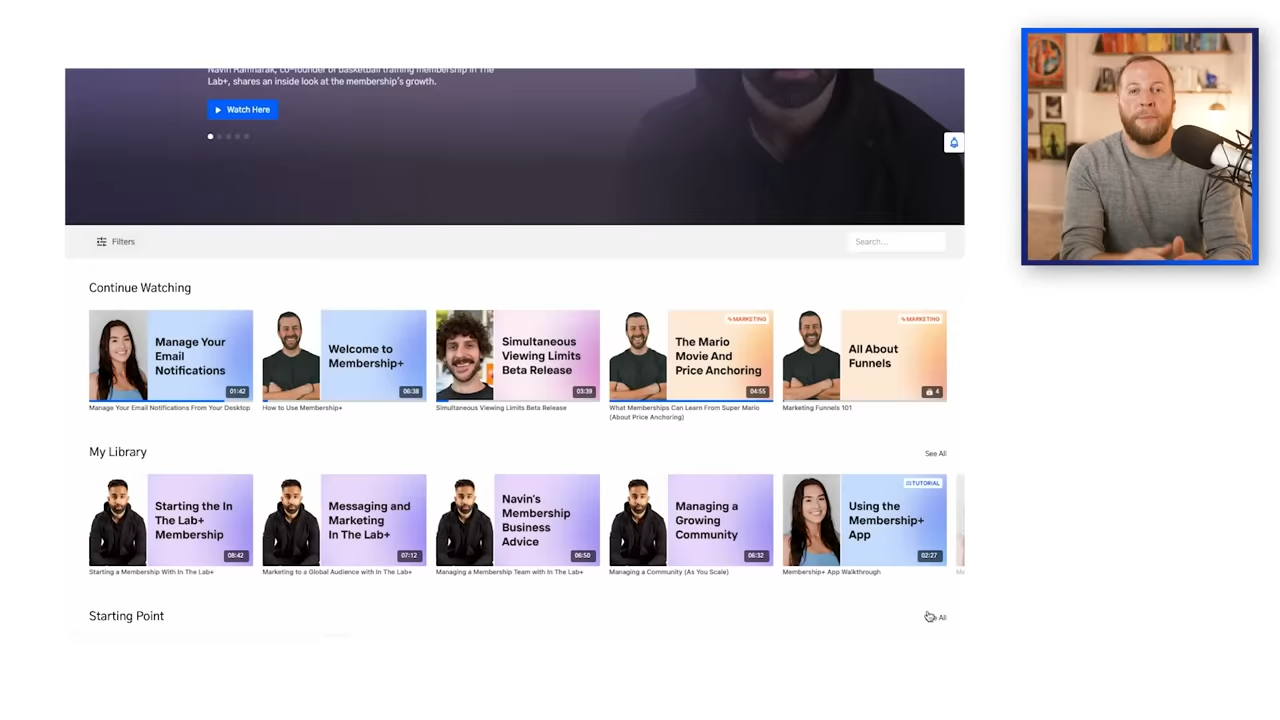 Navin Ramnarak, co-founder of basketball training membership In The
Lab+, shares an inside look at the membership's growth.
Watch Here
Filters
Search...
Continue Watching
Manage Your
Email
Notifications
01:42
Manage Your Email Notifications From Your Desktop
Welcome to
Membership+
06:38
How to Use Membership+
Simultaneous
Viewing Limits
Beta Release
03:39
Simultaneous Viewing Limits Beta Release
MARKETING
The Mario
Movie And
Price Anchoring
04:55
What Memberships Can Learn From Super Mario
(About Price Anchoring)
MARKETING
All About
Funnels
4
Marketing Funnels 101
My Library
See All
Starting the In
The Lab+
Membership
08:42
Starting a Membership With In The Lab+
Messaging and
Marketing
In The Lab+
07:12
Marketing to a Global Audience with In The Lab+
Navin's
Membership
Business
Advice
06:50
Managing a Membership Team with In The Lab+
Managing a
Growing
Community
06:32
Managing a Community (As You Scale)
TUTORIAL
Using the
Membership+
App
02:27
Membership+ App Walkthrough
Starting Point
All